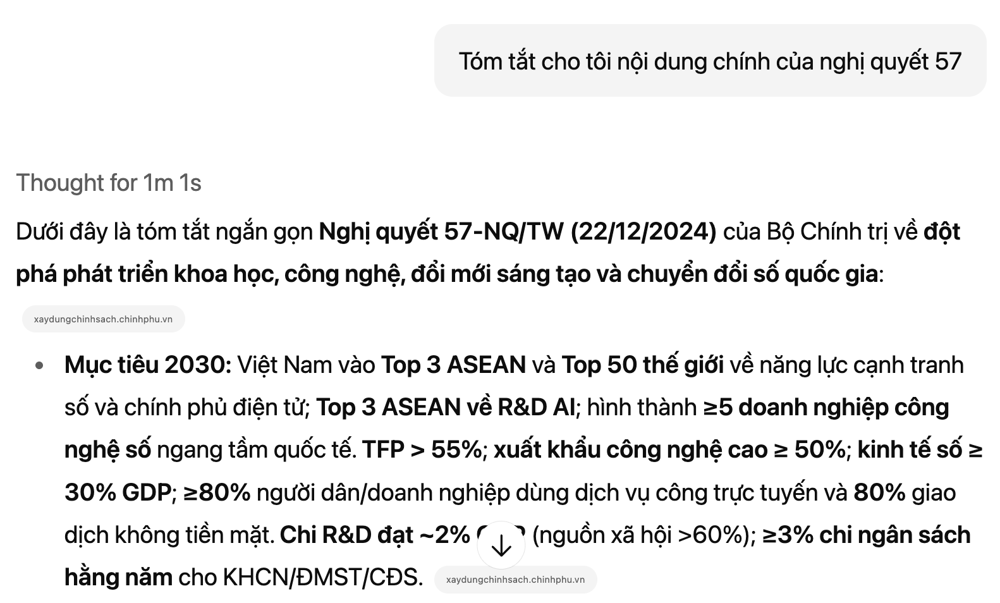 Tóm tắt cho tôi nội dung chính của nghị quyết 57
Thought for 1m 1s
Dưới đây là tóm tắt ngắn gọn Nghị quyết 57-NQ/TW (22/12/2024) của Bộ Chính trị về đột
phá phát triển khoa học, công nghệ, đổi mới sáng tạo và chuyển đổi số quốc gia:
xaydungchinhsach.chinhphu.vn
• Mục tiêu 2030: Việt Nam vào Top 3 ASEAN và Top 50 thế giới về năng lực cạnh tranh
số và chính phủ điện tử; Top 3 ASEAN về R&D AI; hình thành ≥5 doanh nghiệp công
nghệ số ngang tầm quốc tế. TFP > 55%; xuất khẩu công nghệ cao ≥ 50%; kinh tế số ≥
30% GDP; ≥80% người dân/doanh nghiệp dùng dịch vụ công trực tuyến và 80% giao
dịch không tiền mặt. Chi R&D đạt ~2% (nguồn xã hội >60%); ≥3% chi ngân sách
hằng năm cho KHCN/ĐMST/CĐS. xaydungchinhsach.chinhphu.vn